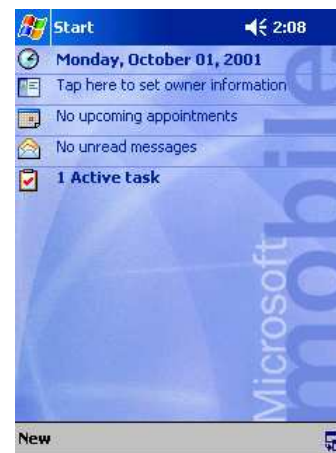 Start 2:08
Monday, October 01, 2001
Tap here to set owner information
No upcoming appointments
No unread messages
1 Active task
Microsoft
mobile
New